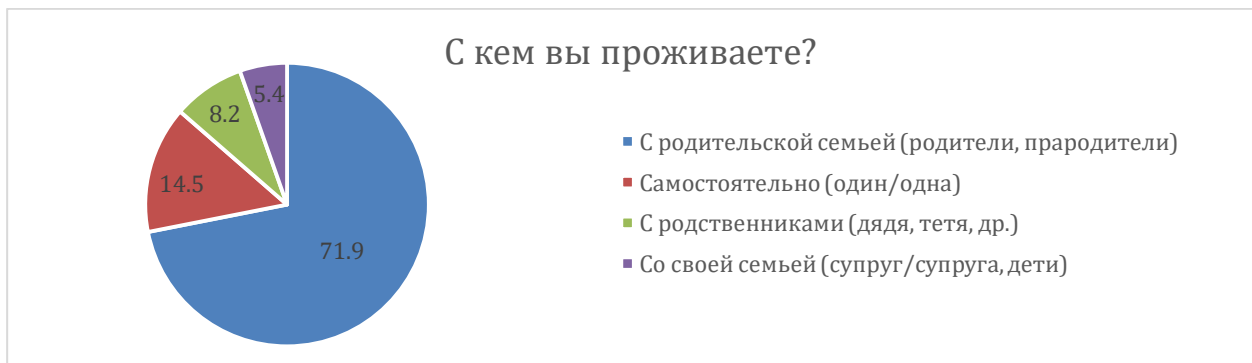 С кем вы проживаете?
5.4
8.2
14.5
71.9
С родительской семьей (родители, прародители)
Самостоятельно (один/одна)
С родственниками (дядя, тетя, др.)
Со своей семьей (супруг/супруга, дети)